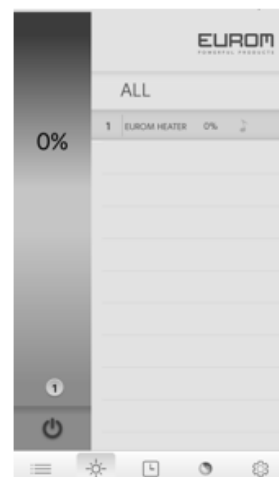 EUROM
POWERFUL PRODUCTS
ALL
0%
1 EUROM HEATER 0%
1